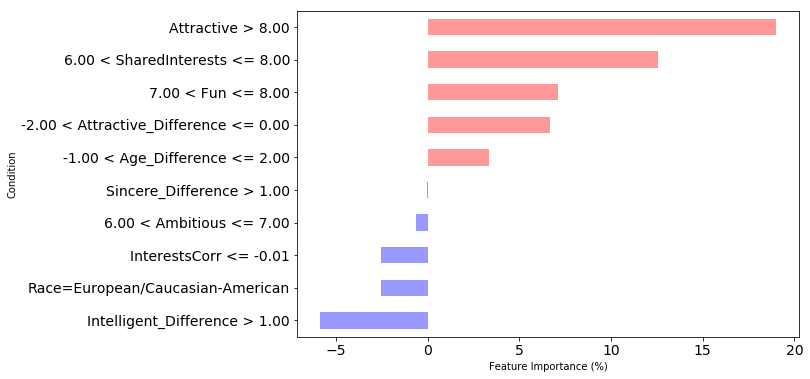 Attractive > 8.00
6.00 < SharedInterests <= 8.00
7.00 < Fun <= 8.00
-2.00 < Attractive_Difference <= 0.00
-1.00 < Age_Difference <= 2.00
Sincere_Difference > 1.00
6.00 < Ambitious <= 7.00
InterestsCorr <= -0.01
Race=European/Caucasian-American
Intelligent_Difference > 1.00
Condition
−5 0 5 10 15 20
Feature Importance (%)